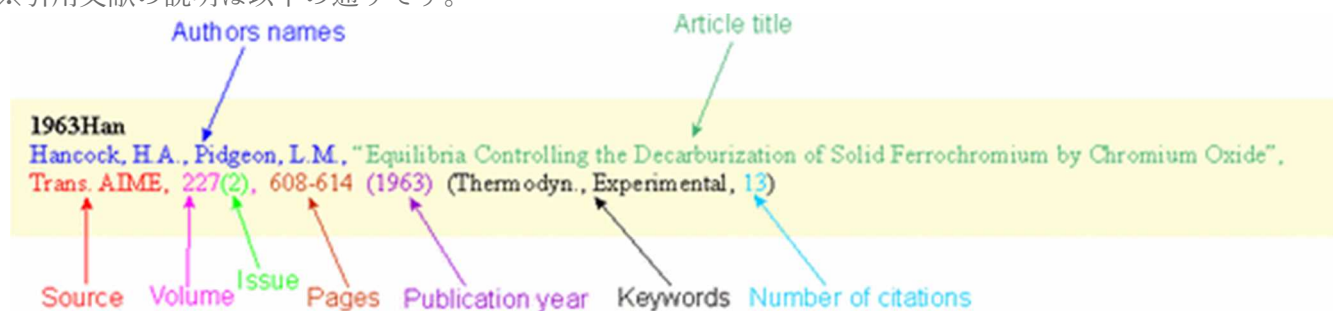 Authors names
Article title
1963Han
Hancock, H.A., Pidgeon, L.M., "Equilibria Controlling the Decarburization of Solid Ferrochromium by Chromium Oxide",
Trans. AIME, 227(2), 608-614 (1963) (Thermodyn., Experimental, 13)
Source
Volume
Issue
Pages
Publication year
Keywords
Number of citations